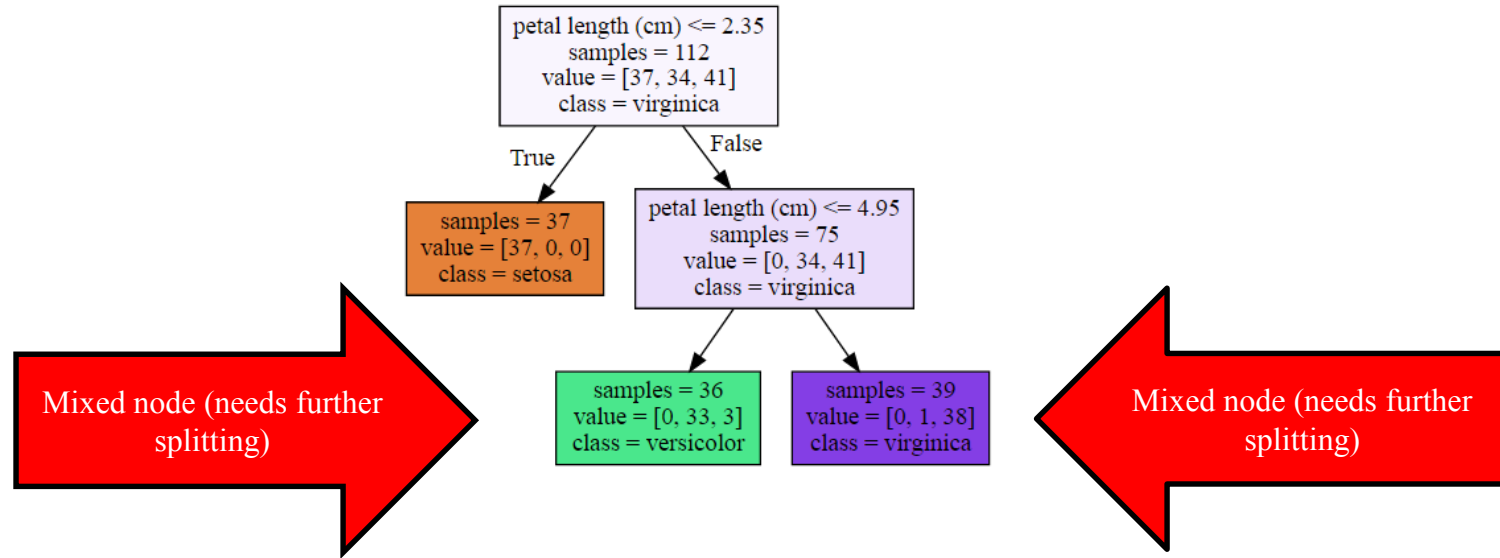 petal length (cm) <= 2.35
samples = 112
value = [37, 34, 41]
class = virginica
True
False
samples = 37
value = [37, 0, 0]
class = setosa
petal length (cm) <= 4.95
samples = 75
value = [0, 34, 41]
class = virginica
Mixed node (needs further
splitting)
samples = 36
value = [0, 33, 3]
class = versicolor
samples = 39
value = [0, 1, 38]
class = virginica
Mixed node (needs further
splitting)